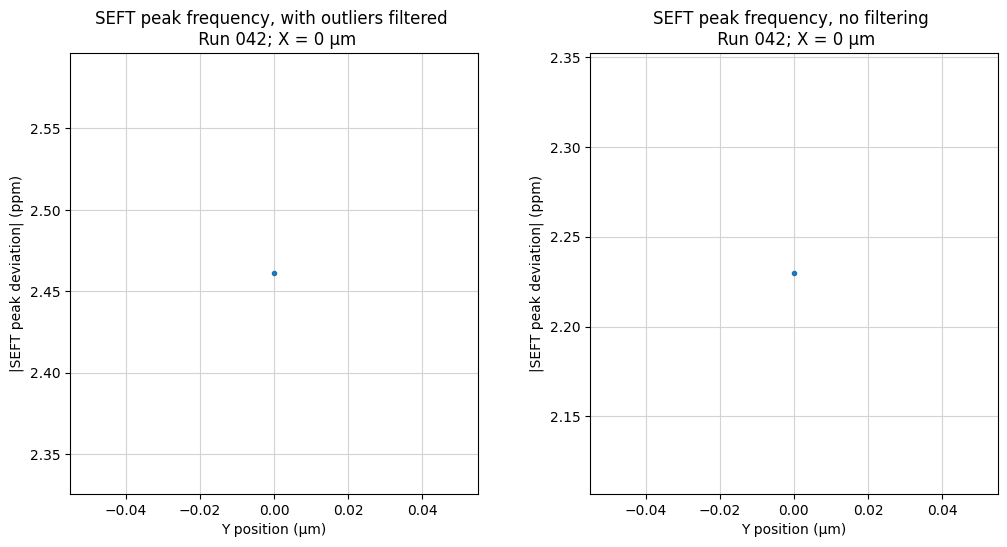 SEFT peak frequency, with outliers filtered
Run 042; X = 0 µm
|SEFT peak deviation| (ppm)
2.55
2.50
2.45
2.40
2.35
−0.04 −0.02 0.00 0.02 0.04
Y position (µm)
SEFT peak frequency, no filtering
Run 042; X = 0 µm
|SEFT peak deviation| (ppm)
2.35
2.30
2.25
2.20
2.15
−0.04 −0.02 0.00 0.02 0.04
Y position (µm)